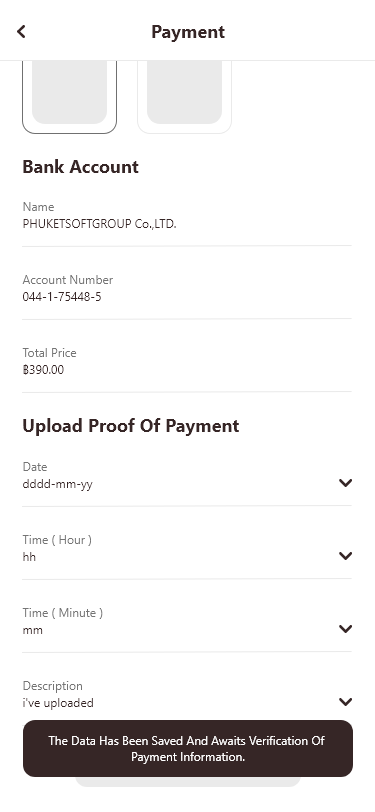 Payment
Bank Account
Name
PHUKETSOFTGROUP Co.,LTD.
Account Number
044-1-75448-5
Total Price
฿390.00
Upload Proof Of Payment
Date
dddd-mm-yy
Time ( Hour )
hh
Time ( Minute )
mm
Description
i've uploaded
The Data Has Been Saved And Awaits Verification Of
Payment Information.